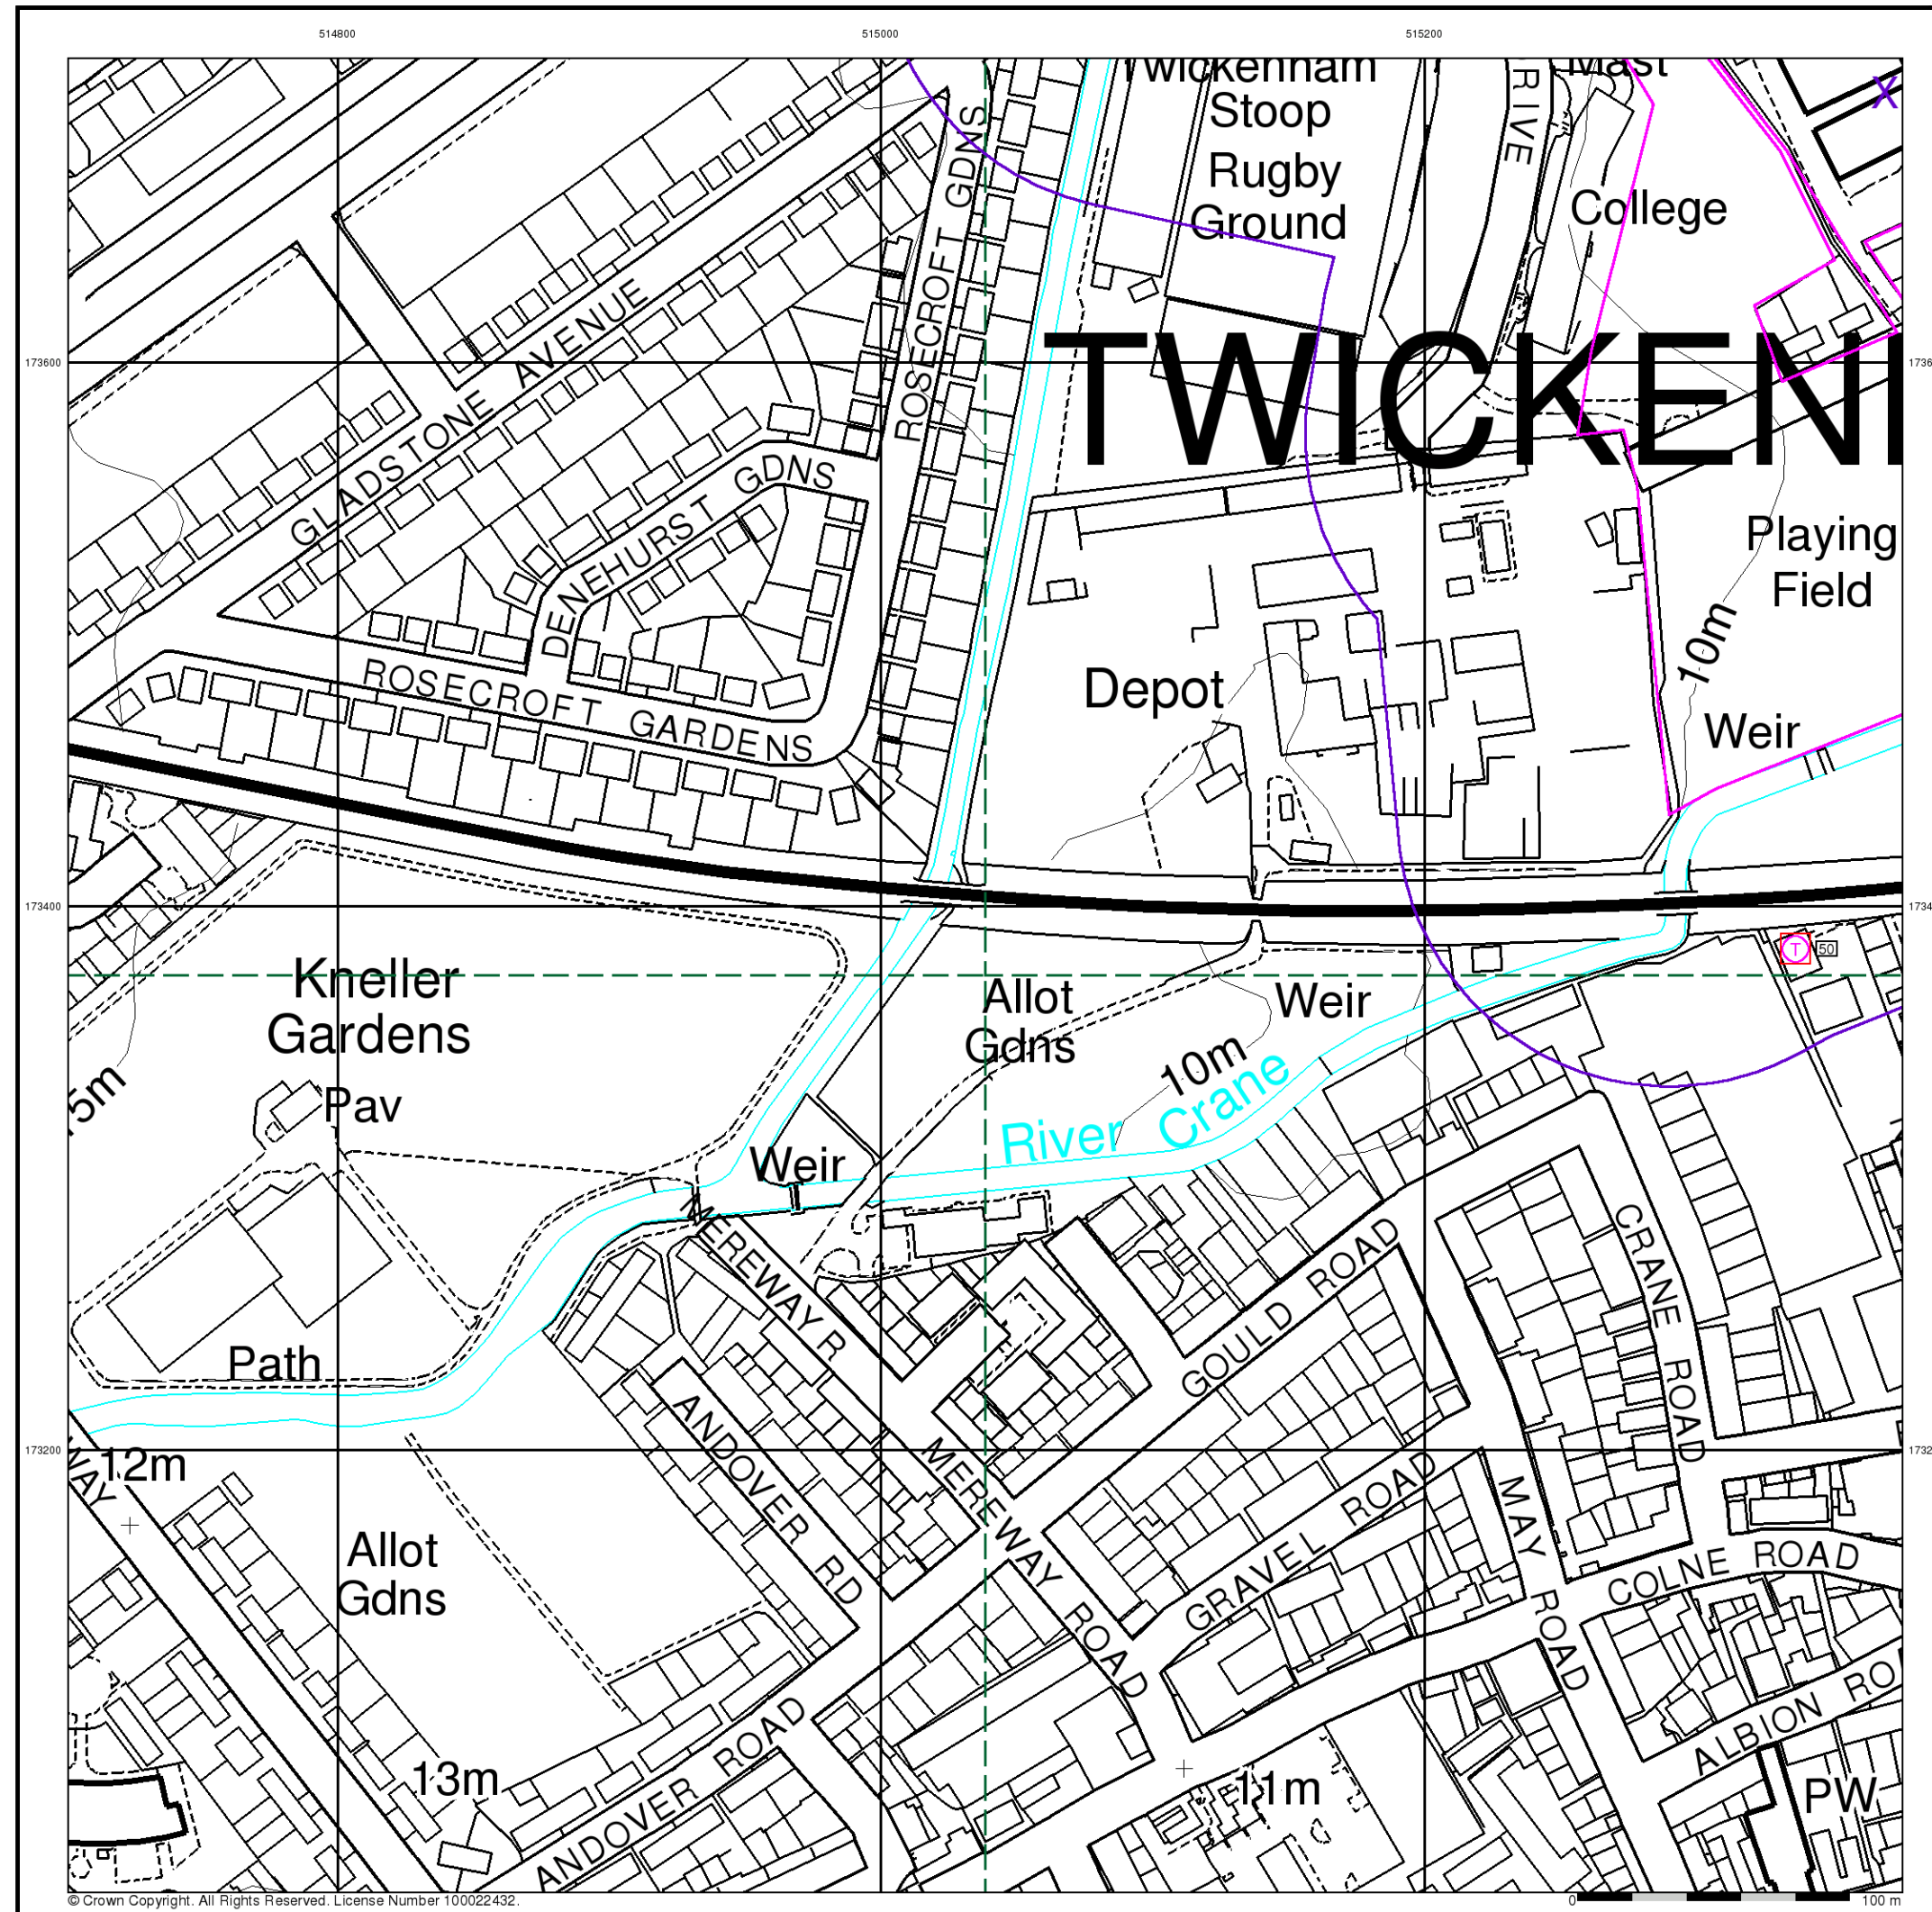 514800
515000
515200
Twickenham
Stoop
Rugby
Ground
RIVE
Mast
X
College
ROSECROFT GDNS
GLADSTONE AVENUE
173600
TWICKEN
DENEHURST GDNS
Playing
Field
10m
ROSECROFT GARDENS
Depot
Weir
173400
T
50
Kneller
Gardens
Allot
Gdns
Weir
10m
River Crane
5m
Pav
Weir
MEREWAY R
CRANE ROAD
GOULD ROAD
Path
ANDOVER RD
173200
12m
WAY
MEREWAY ROAD
GRAVEL ROAD
MAY ROAD
COLNE ROAD
Allot
Gdns
ALBION RO
ANDOVER ROAD
13m
11m
PW
© Crown Copyright. All Rights Reserved. License Number 100022432.
0 100 m